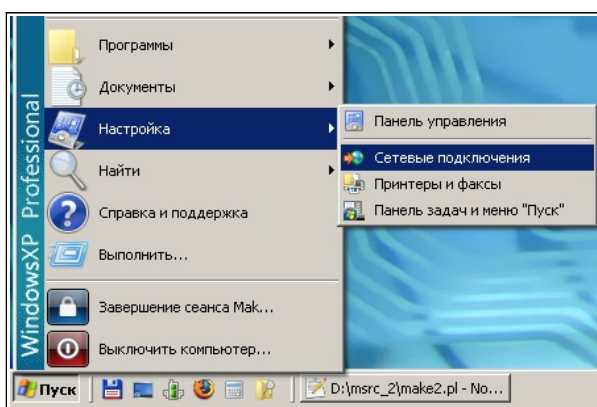 WindowsXP Professional
Программы
Документы
Настройка
Найти
Справка и поддержка
Выполнить...
Завершение сеанса Mak...
Выключить компьютер...
Панель управления
Сетевые подключения
Принтеры и факсы
Панель задач и меню "Пуск"
Пуск
D:\msrc_2\make2.pl - No...